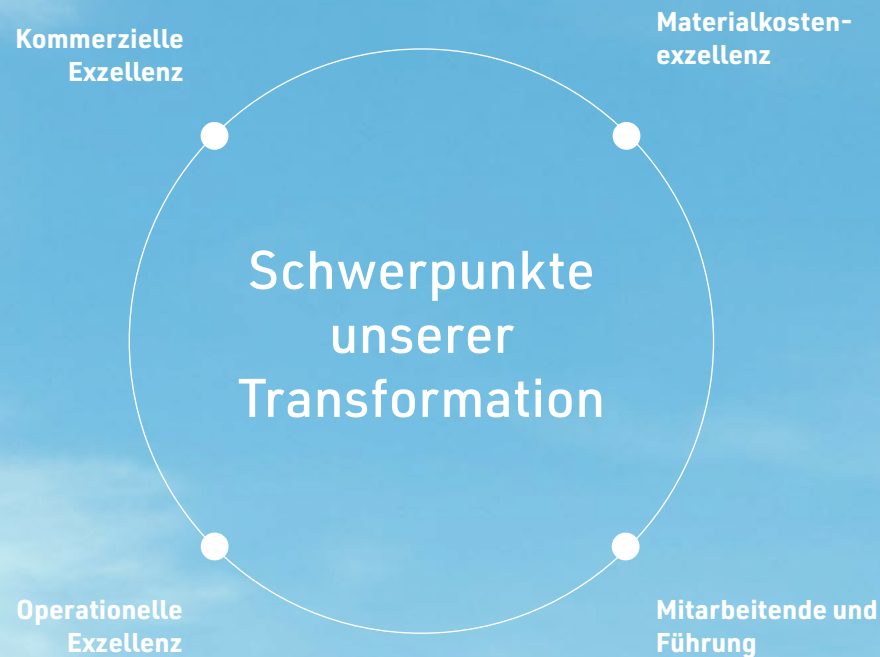 Kommerzielle
Exzellenz
Materialkosten-
exzellenz
Schwerpunkte
unserer
Transformation
Operationelle
Exzellenz
Mitarbeitende und
Führung